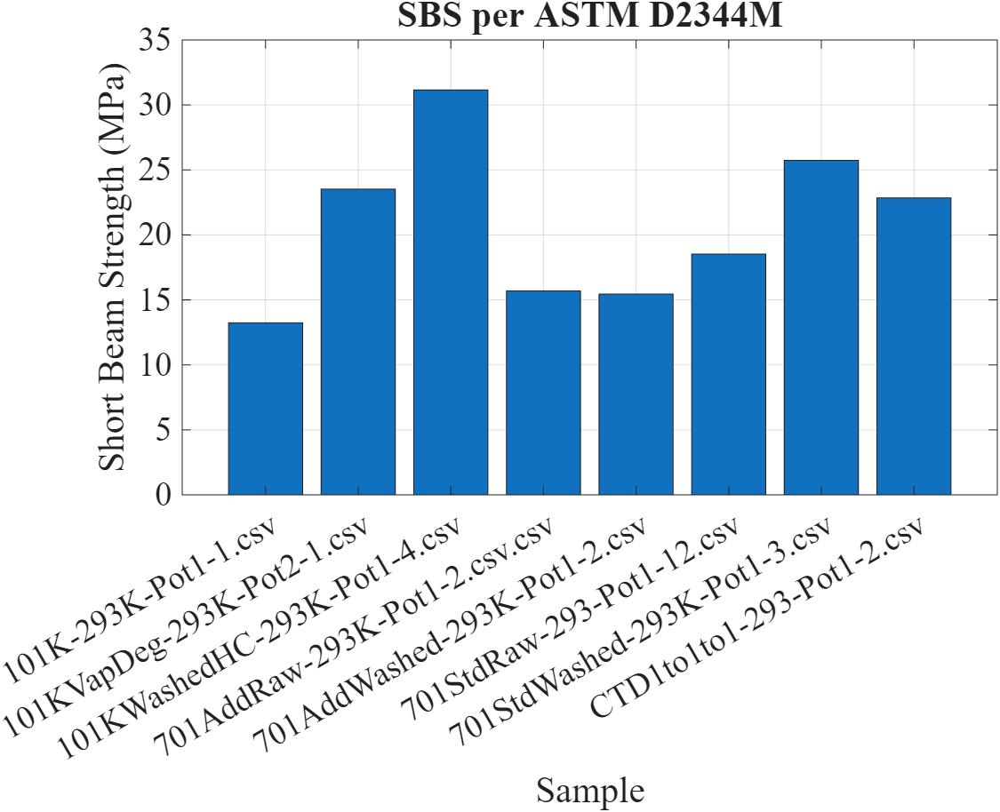 SBS per ASTM D2344M
Short Beam Strength (MPa)
35
30
25
20
15
10
5
0
101K-293K-Pot1-1.csv
101KVapDeg-293K-Pot2-1.csv
101KWashedHC-293K-Pot1-4.csv
701AddRaw-293K-Pot1-2.csv.csv
701AddWashed-293K-Pot1-2.csv
701StdRaw-293-Pot1-12.csv
701StdWashed-293K-Pot1-3.csv
CTD1to1to1-293-Pot1-2.csv
Sample